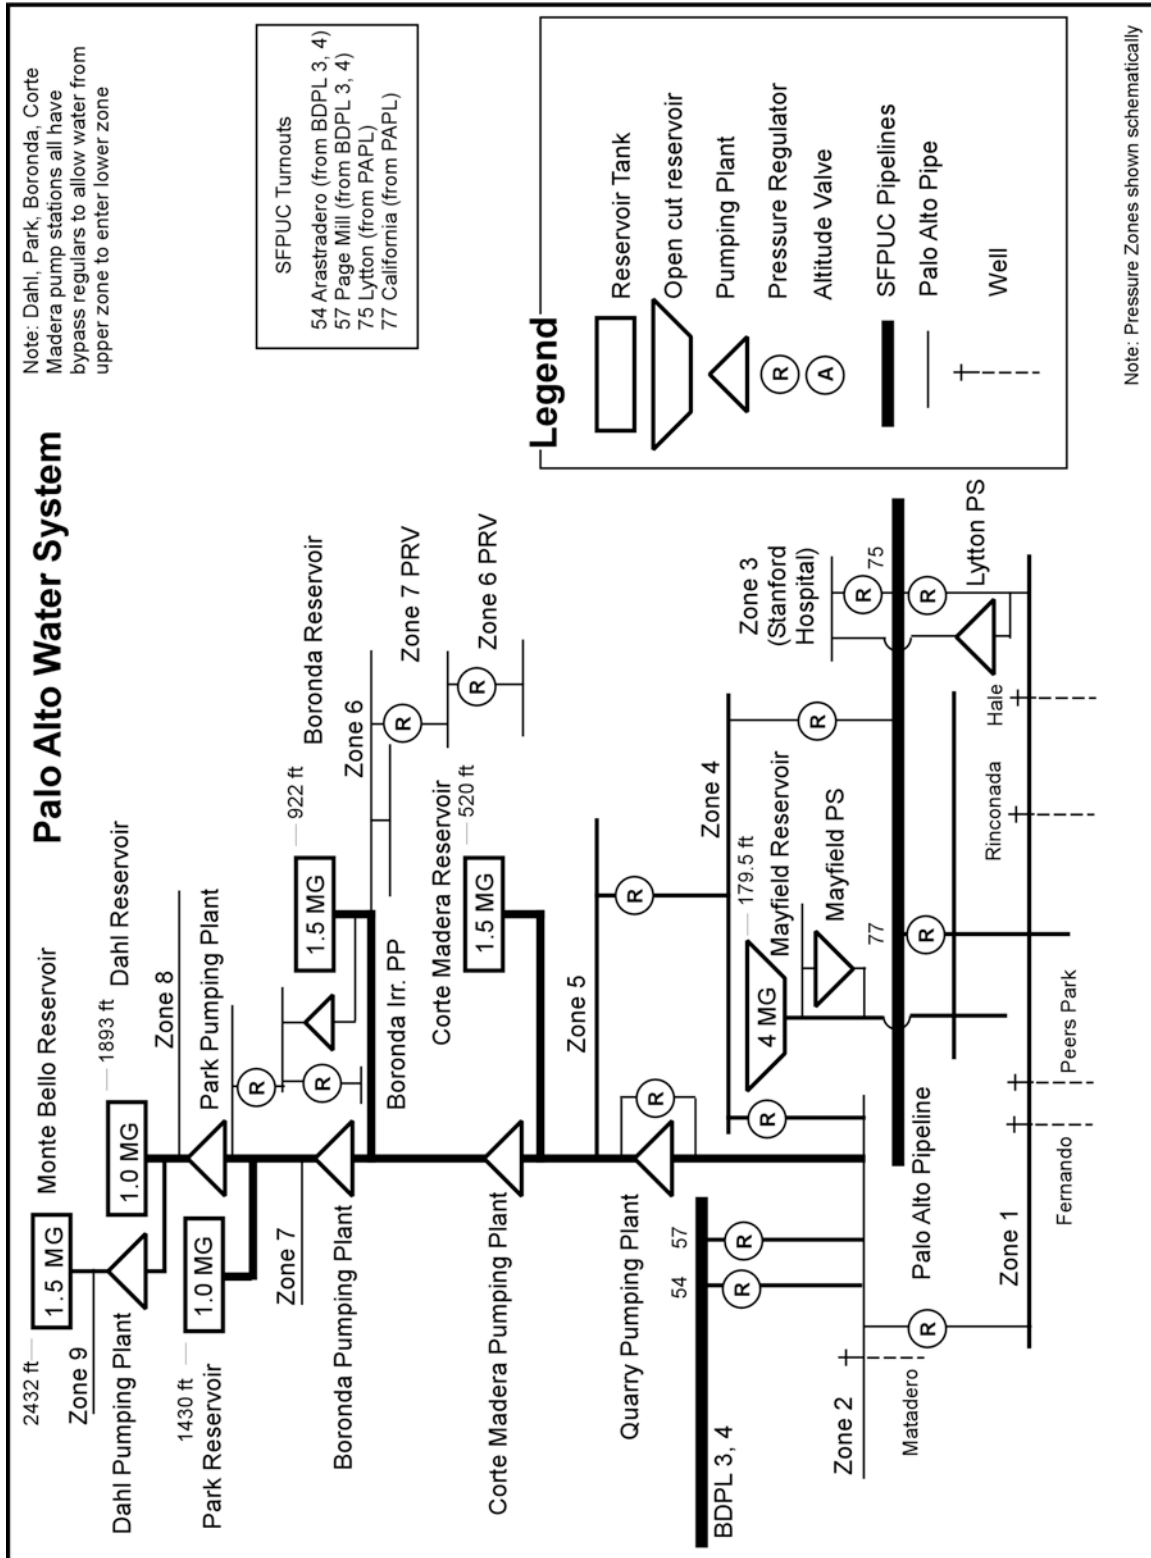 Palo Alto Water System
Note: Dahl, Park, Boronda, Corte
Madera pump stations all have
bypass regulars to allow water from
upper zone to enter lower zone
2432 ft
1.5 MG
Monte Bello Reservoir
Zone 9
Dahl Pumping Plant
1893 ft
Dahl Reservoir
1.0 MG
Zone 8
1430 ft
1.0 MG
Park Reservoir
Park Pumping Plant
R
R
Zone 7
Boronda Pumping Plant
922 ft
Boronda Reservoir
1.5 MG
Zone 6
Boronda Irr. PP
R
Zone 7 PRV
R
Zone 6 PRV
Corte Madera Reservoir
520 ft
1.5 MG
Corte Madera Pumping Plant
Zone 5
Quarry Pumping Plant
R
R
Zone 4
BDPL 3, 4
54
57
R
R
R
179.5 ft
4 MG
Mayfield Reservoir
Mayfield PS
R
Zone 3
(Stanford
Hospital)
R
75
77
Zone 2
Matadero
Palo Alto Pipeline
R
R
R
Lytton PS
Zone 1
Fernando
Peers Park
Rinconada
Hale
SFPUC Turnouts
54 Arastradero (from BDPL 3, 4)
57 Page Mill (from BDPL 3, 4)
75 Lytton (from PAPL)
77 California (from PAPL)
Legend
Reservoir Tank
Open cut reservoir
Pumping Plant
R
Pressure Regulator
A
Altitude Valve
SFPUC Pipelines
Palo Alto Pipe
Well
Note: Pressure Zones shown schematically